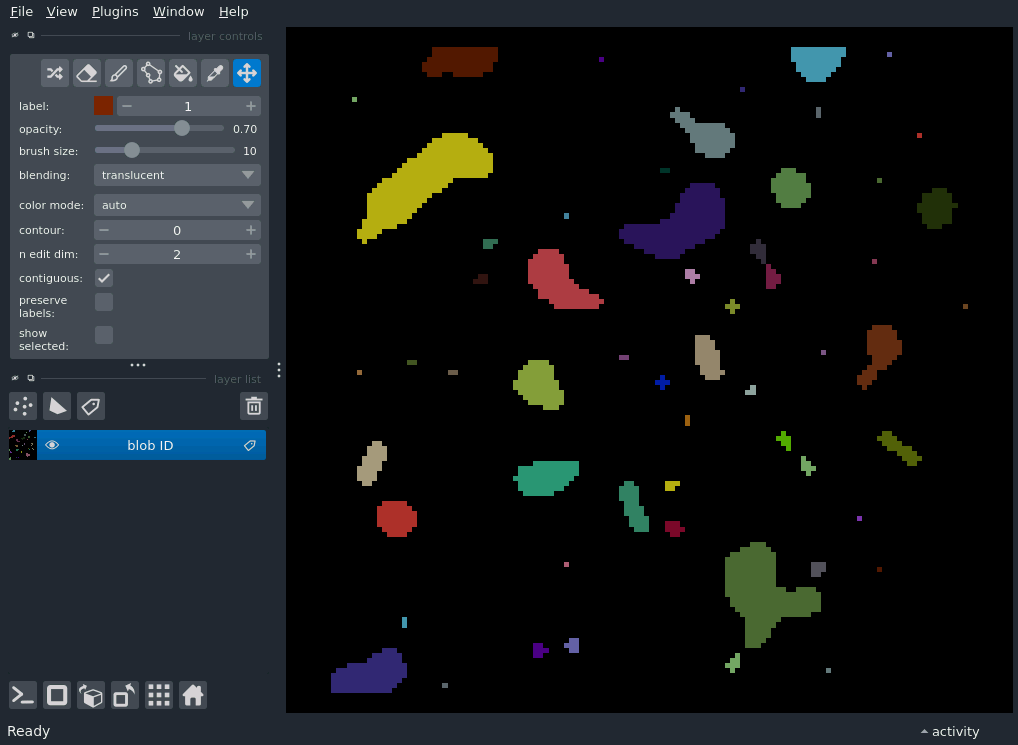 File View Plugins Window Help
layer controls
label: 1
opacity: 0.70
brush size: 10
blending: translucent
color mode: auto
contour: 0
n edit dim: 2
contiguous:
preserve
labels:
show
selected:
layer list
blob ID
Ready
activity